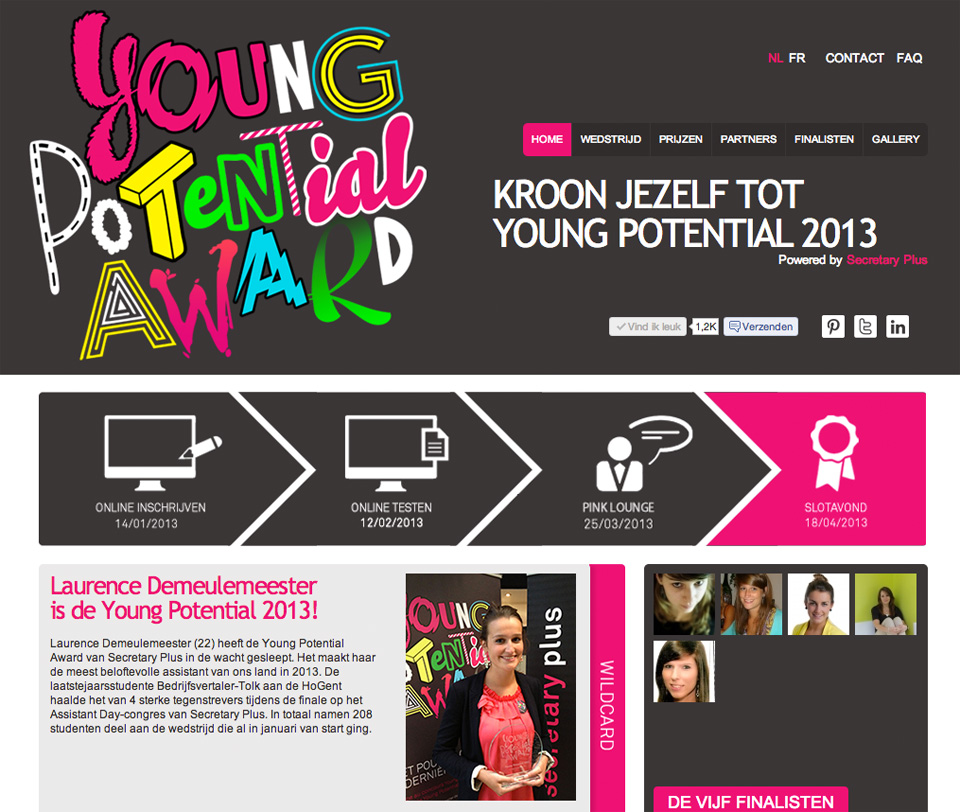 YOUNG
POTENTIAL
AWARD
NL FR CONTACT FAQ
HOME WEDSTRIJD PRIJZEN PARTNERS FINALISTEN GALLERY
KROON JEZELF TOT
YOUNG POTENTIAL 2013
Powered by Secretary Plus
Vind ik leuk 1,2K Verzenden
ONLINE INSCHRIJVEN
14/01/2013
ONLINE TESTEN
12/02/2013
PINK LOUNGE
25/03/2013
SLOTAVOND
18/04/2013
Laurence Demeulemeester
is de Young Potential 2013!
Laurence Demeulemeester (22) heeft de Young Potential
Award van Secretary Plus in de wacht gesleept. Het maakt haar
de meest beloftevolle assistant van ons land in 2013. De
laatstejaarsstudente Bedrijfsvertaler-Tolk aan de HoGent
haalde het van 4 sterke tegenstrevers tijdens de finale op het
Assistant Day-congres van Secretary Plus. In totaal namen 208
studenten deel aan de wedstrijd die al in januari van start ging.
YOUNG
secretary plus
WILDCARD
DE VIJF FINALISTEN